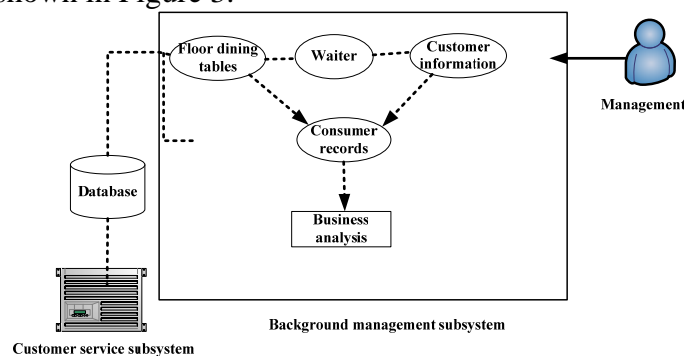 shown in Figure 3.
Floor dining
tables
Waiter
Customer
information
Management
Consumer
records
Database
Business
analysis
Background management subsystem
Customer service subsystem